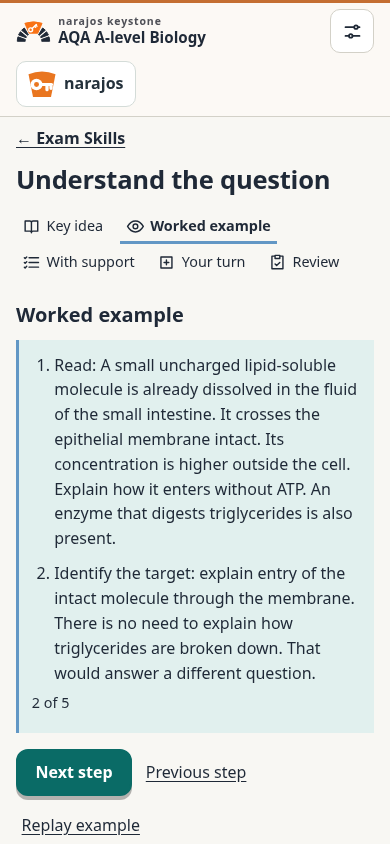 narajos keystone
AQA A-level Biology
narajos
← Exam Skills
Understand the question
Key idea
Worked example
With support
Your turn
Review
Worked example
1. Read: A small uncharged lipid-soluble
molecule is already dissolved in the fluid
of the small intestine. It crosses the
epithelial membrane intact. Its
concentration is higher outside the cell.
Explain how it enters without ATP. An
enzyme that digests triglycerides is also
present.
2. Identify the target: explain entry of the
intact molecule through the membrane.
There is no need to explain how
triglycerides are broken down. That
would answer a different question.
2 of 5
Next step
Previous step
Replay example